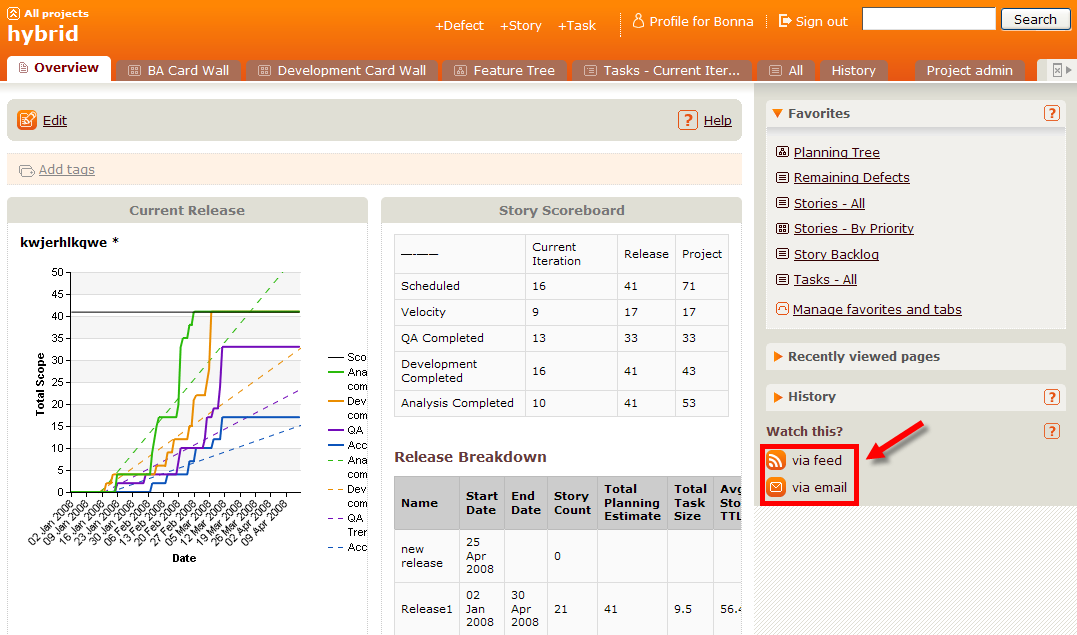 All projects
hybrid
+Defect +Story +Task Profile for Bonna Sign out Search
Overview BA Card Wall Development Card Wall Feature Tree Tasks - Current Iter... All History Project admin
Edit ? Help
Add tags
Current Release
kwjerhlkqwe *
50
45
40
35
30
25
20
15
10
5
0
Total Scope
02 Jan 2008
09 Jan 2008
16 Jan 2008
23 Jan 2008
30 Jan 2008
06 Feb 2008
13 Feb 2008
20 Feb 2008
27 Feb 2008
05 Mar 2008
12 Mar 2008
19 Mar 2008
26 Mar 2008
02 Apr 2008
09 Apr 2008
Date
Sco
Ana
com
Dev
com
QA
Acc
Ana
com
Dev
com
QA
Trer
Acc
Story Scoreboard
------- Current Iteration Release Project
Scheduled 16 41 71
Velocity 9 17 17
QA Completed 13 33 33
Development Completed 16 41 43
Analysis Completed 10 41 53
Release Breakdown
Name Start Date End Date Story Count Total Planning Estimate Total Task Size Avg Sto TTL
new release 25 Apr 2008 0
Release1 02 Jan 2008 30 Apr 2008 21 41 9.5 56.4
Favorites ?
Planning Tree
Remaining Defects
Stories - All
Stories - By Priority
Story Backlog
Tasks - All
Manage favorites and tabs
Recently viewed pages
History ?
Watch this? ?
via feed
via email